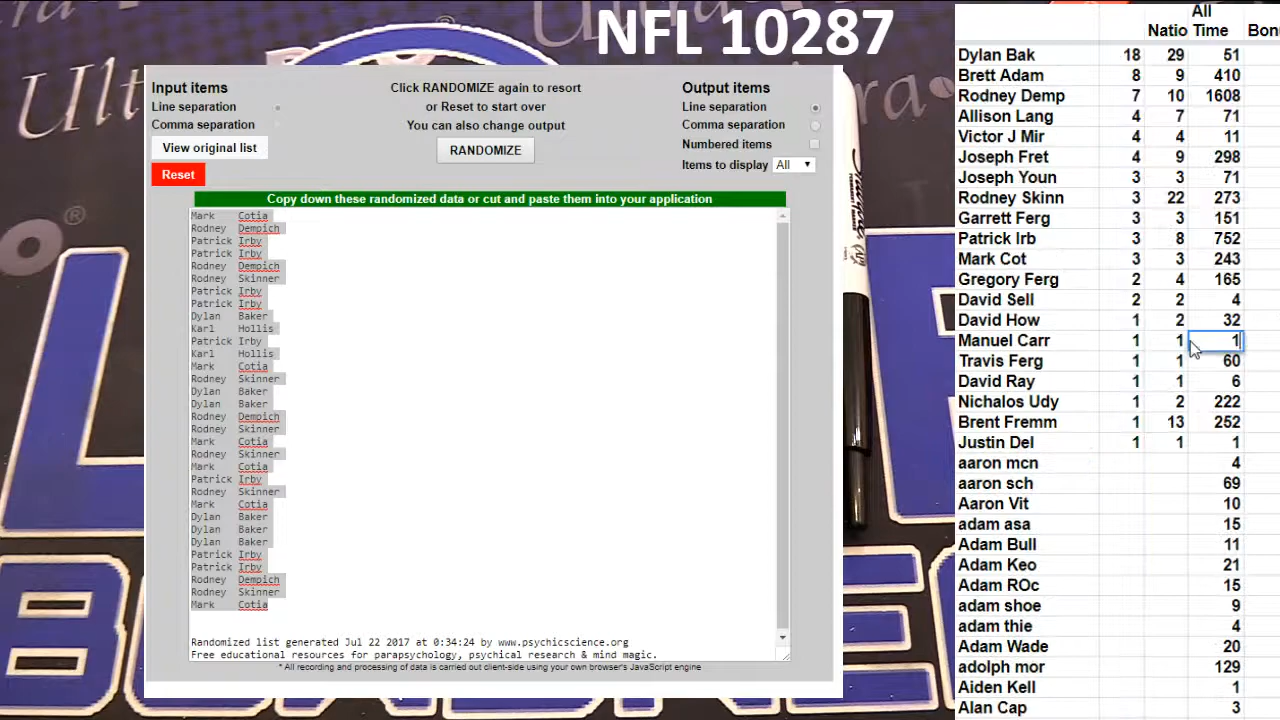 NFL 10287
Input items
Line separation
Comma separation
View original list
Reset
Click RANDOMIZE again to resort
or Reset to start over
You can also change output
RANDOMIZE
Output items
Line separation
Comma separation
Numbered items
Items to display All
Copy down these randomized data or cut and paste them into your application
Mark Cotia
Rodney Dempich
Patrick Irby
Patrick Irby
Rodney Dempich
Rodney Skinner
Patrick Irby
Patrick Irby
Dylan Baker
Karl Hollis
Patrick Irby
Karl Hollis
Mark Cotia
Rodney Skinner
Dylan Baker
Dylan Baker
Rodney Dempich
Rodney Skinner
Mark Cotia
Rodney Skinner
Mark Cotia
Patrick Irby
Rodney Skinner
Mark Cotia
Dylan Baker
Dylan Baker
Dylan Baker
Patrick Irby
Patrick Irby
Rodney Dempich
Rodney Skinner
Mark Cotia
Randomized list generated Jul 22 2017 at 0:34:24 by www.psychicscience.org
Free educational resources for parapsychology, psychical research & mind magic.
* All recording and processing of data is carried out client-side using your own browser's JavaScript engine
All
Natio Time Bon
Dylan Bak 18 29 51
Brett Adam 8 9 410
Rodney Demp 7 10 1608
Allison Lang 4 7 71
Victor J Mir 4 4 11
Joseph Fret 4 9 298
Joseph Youn 3 3 71
Rodney Skinn 3 22 273
Garrett Ferg 3 3 151
Patrick Irb 3 8 752
Mark Cot 3 3 243
Gregory Ferg 2 4 165
David Sell 2 2 4
David How 1 2 32
Manuel Carr 1 1 1
Travis Ferg 1 1 60
David Ray 1 1 6
Nichalos Udy 1 2 222
Brent Fremm 1 13 252
Justin Del 1 1 1
aaron mcn 4
aaron sch 69
Aaron Vit 10
adam asa 15
Adam Bull 11
Adam Keo 21
Adam ROc 15
adam shoe 9
adam thie 4
Adam Wade 20
adolph mor 129
Aiden Kell 1
Alan Cap 3